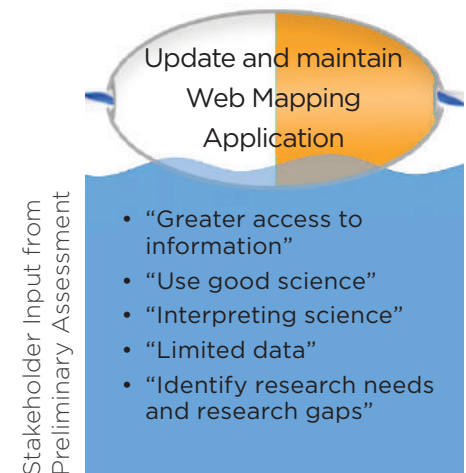 Update and maintain
Web Mapping
Application
Stakeholder Input from
Preliminary Assessment
• “Greater access to
information”
• “Use good science”
• “Interpreting science”
• “Limited data”
• “Identify research needs
and research gaps”